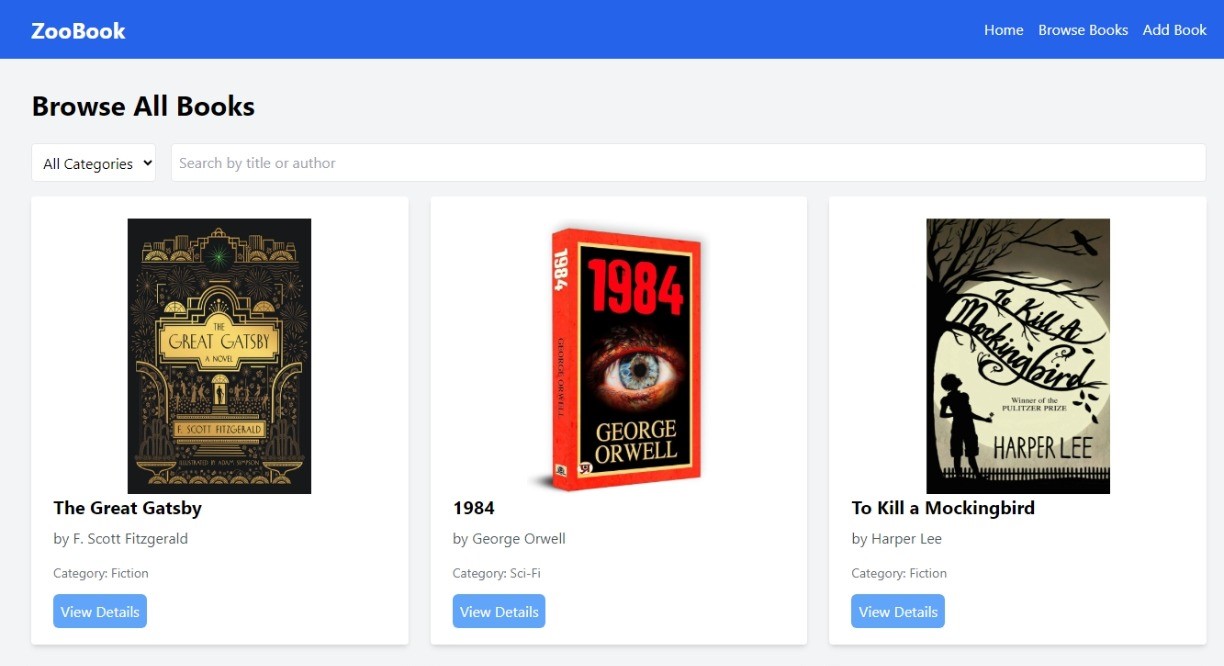 ZooBook
Home Browse Books Add Book
Browse All Books
All Categories
Search by title or author
THE
GREAT GATSBY
A NOVEL
F. SCOTT FITZGERALD
ILLUSTRATED BY ADAM SIMPSON
The Great Gatsby
by F. Scott Fitzgerald
Category: Fiction
View Details
1984
GEORGE ORWELL
1984
GEORGE
ORWELL
1984
by George Orwell
Category: Sci-Fi
View Details
To Kill A
Mockingbird
Winner of the
PULITZER PRIZE
HARPER LEE
To Kill a Mockingbird
by Harper Lee
Category: Fiction
View Details